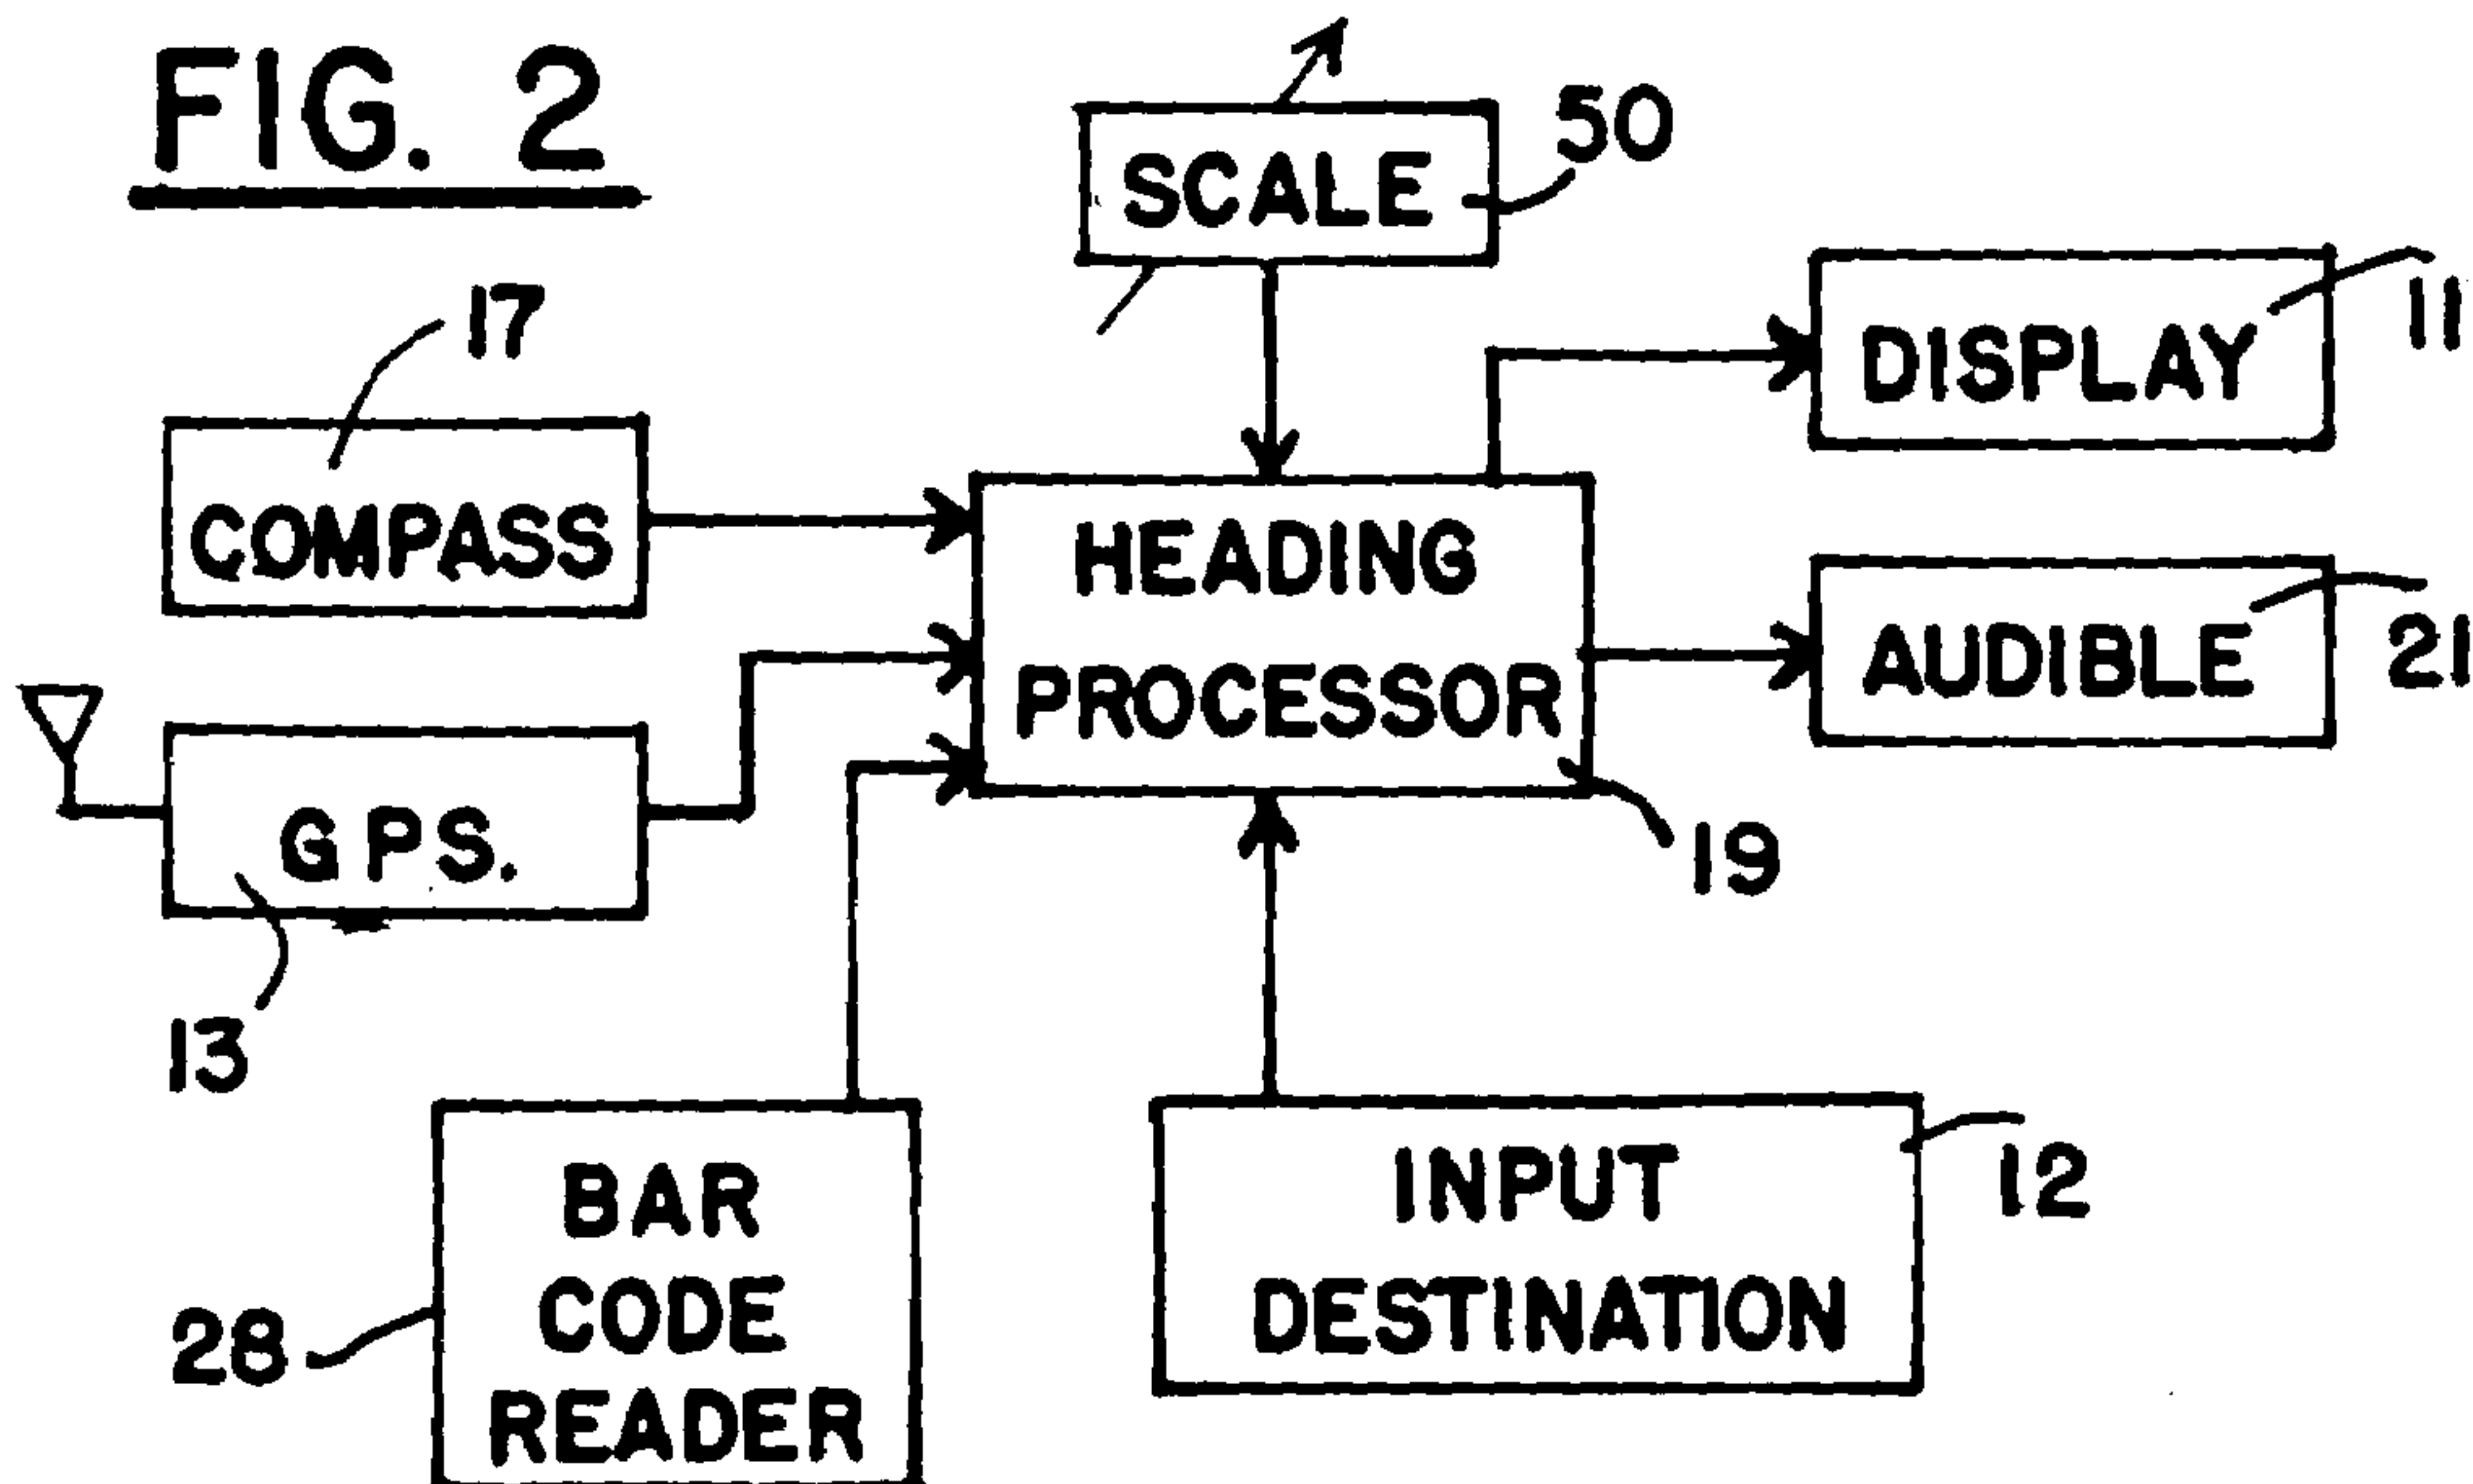 FIG. 2
SCALE
50
DISPLAY
11
17
COMPASS
HEADING
PROCESSOR
19
AUDIBLE
21
GPS.
13
BAR
CODE
READER
28
INPUT
DESTINATION
12